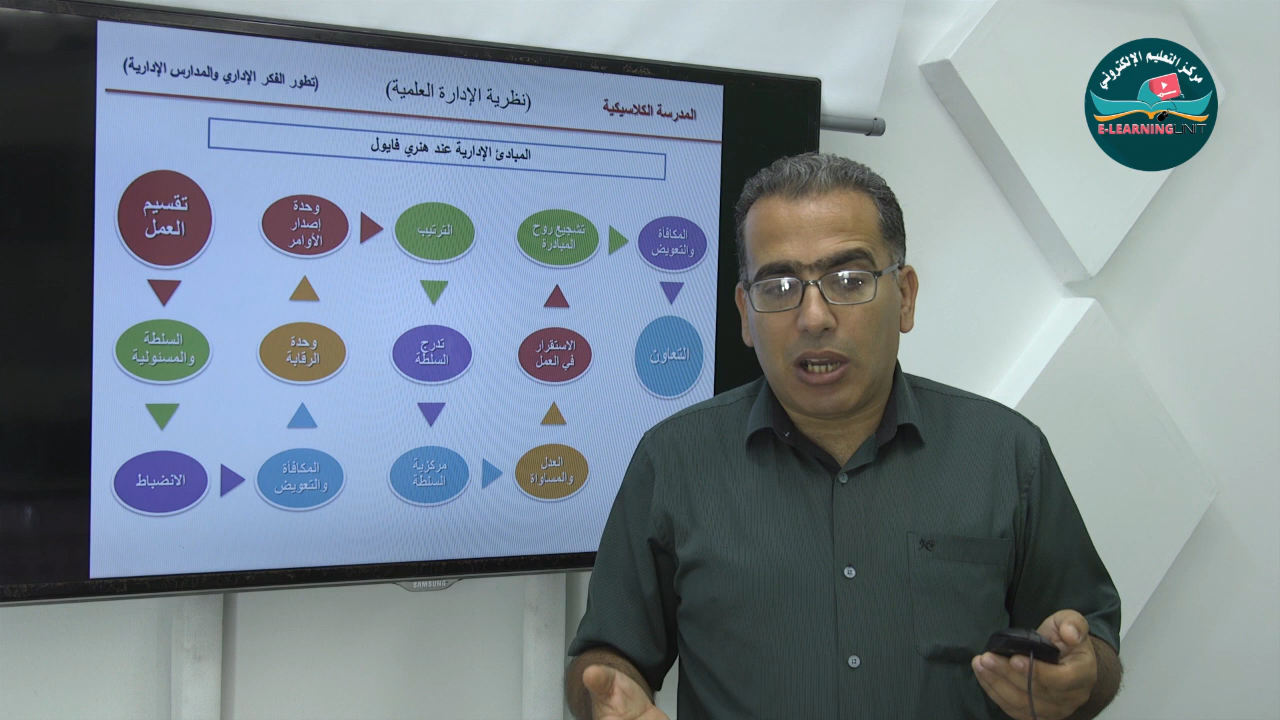 مركز التعليم الإلكتروني
E-LEARNING UNIT
المدرسة الكلاسيكية
(نظرية الإدارة العلمية)
(تطور الفكر الإداري والمدارس الإدارية)
المبادئ الإدارية عند هنري فايول
تقسيم
العمل
السلطة
والمسئولية
الانضباط
المكافأة
والتعويض
وحدة
الرقابة
وحدة
إصدار
الأوامر
الترتيب
تدرج
السلطة
مركزية
السلطة
العدل
والمساواة
الاستقرار
في العمل
تشجيع روح
المبادرة
المكافأة
والتعويض
التعاون
SAMSUNG